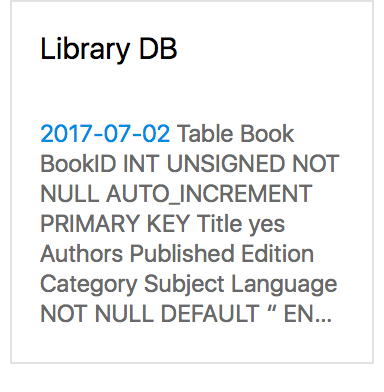 Library DB
2017-07-02 Table Book
BookID INT UNSIGNED NOT
NULL AUTO_INCREMENT
PRIMARY KEY Title yes
Authors Published Edition
Category Subject Language
NOT NULL DEFAULT “ EN...